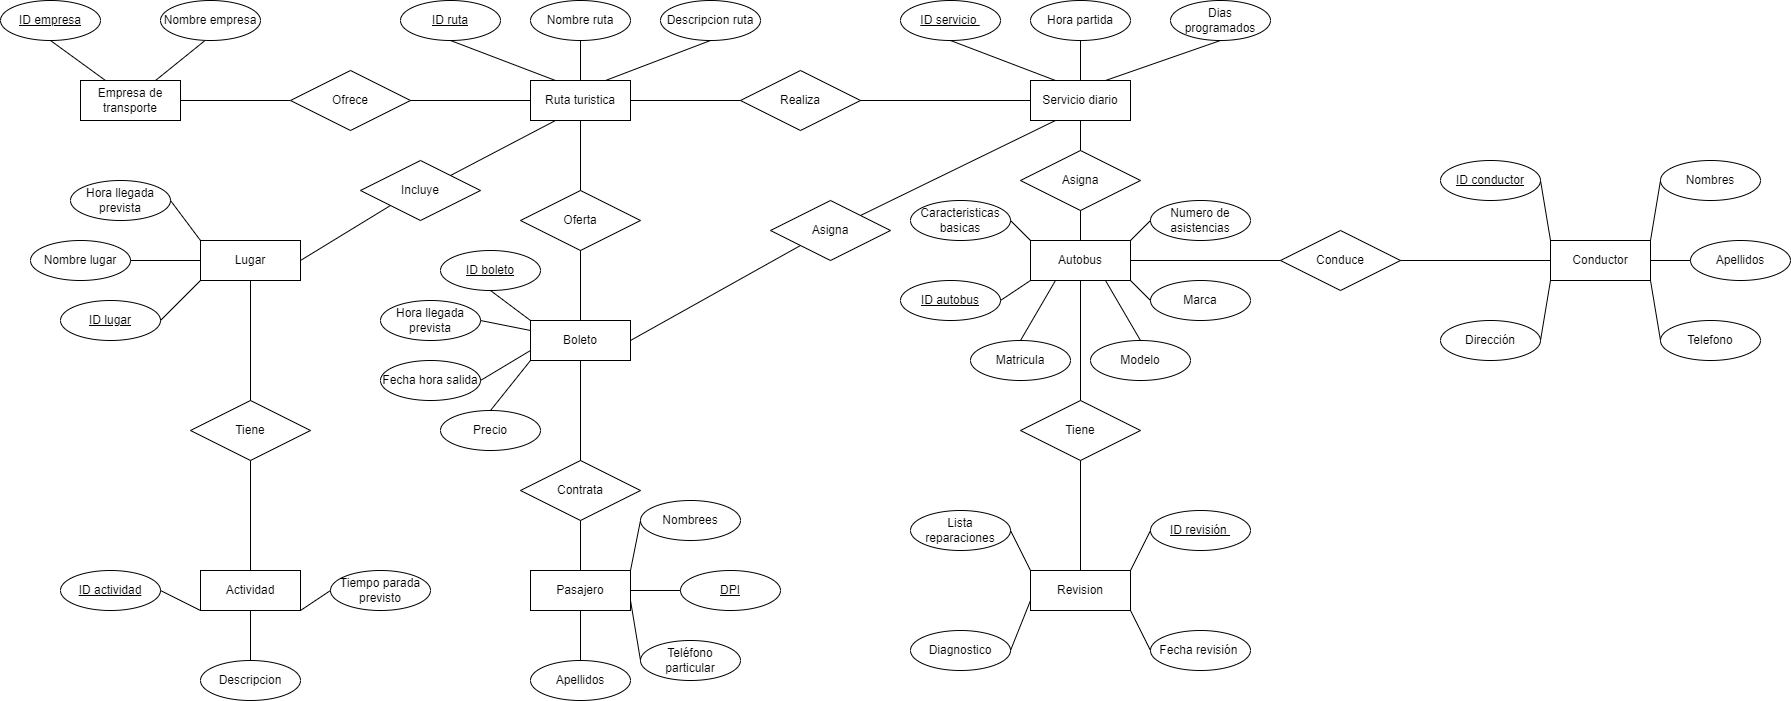 ID empresa
Nombre empresa
ID ruta
Nombre ruta
Descripcion ruta
ID servicio
Hora partida
Dias
programados
Empresa de
transporte
Ofrece
Ruta turistica
Realiza
Servicio diario
Incluye
Asigna
Hora llegada
prevista
Oferta
Asigna
Caracteristicas
basicas
Numero de
asistencias
ID conductor
Nombres
Nombre lugar
Lugar
Autobus
Conduce
Conductor
Apellidos
ID boleto
ID lugar
Hora llegada
prevista
Boleto
ID autobus
Marca
Dirección
Telefono
Matricula
Modelo
Fecha hora salida
Precio
Tiene
Tiene
Contrata
Nombrees
Lista
reparaciones
ID revisión
ID actividad
Actividad
Tiempo parada
previsto
Pasajero
DPI
Revision
Descripcion
Apellidos
Teléfono
particular
Diagnostico
Fecha revisión